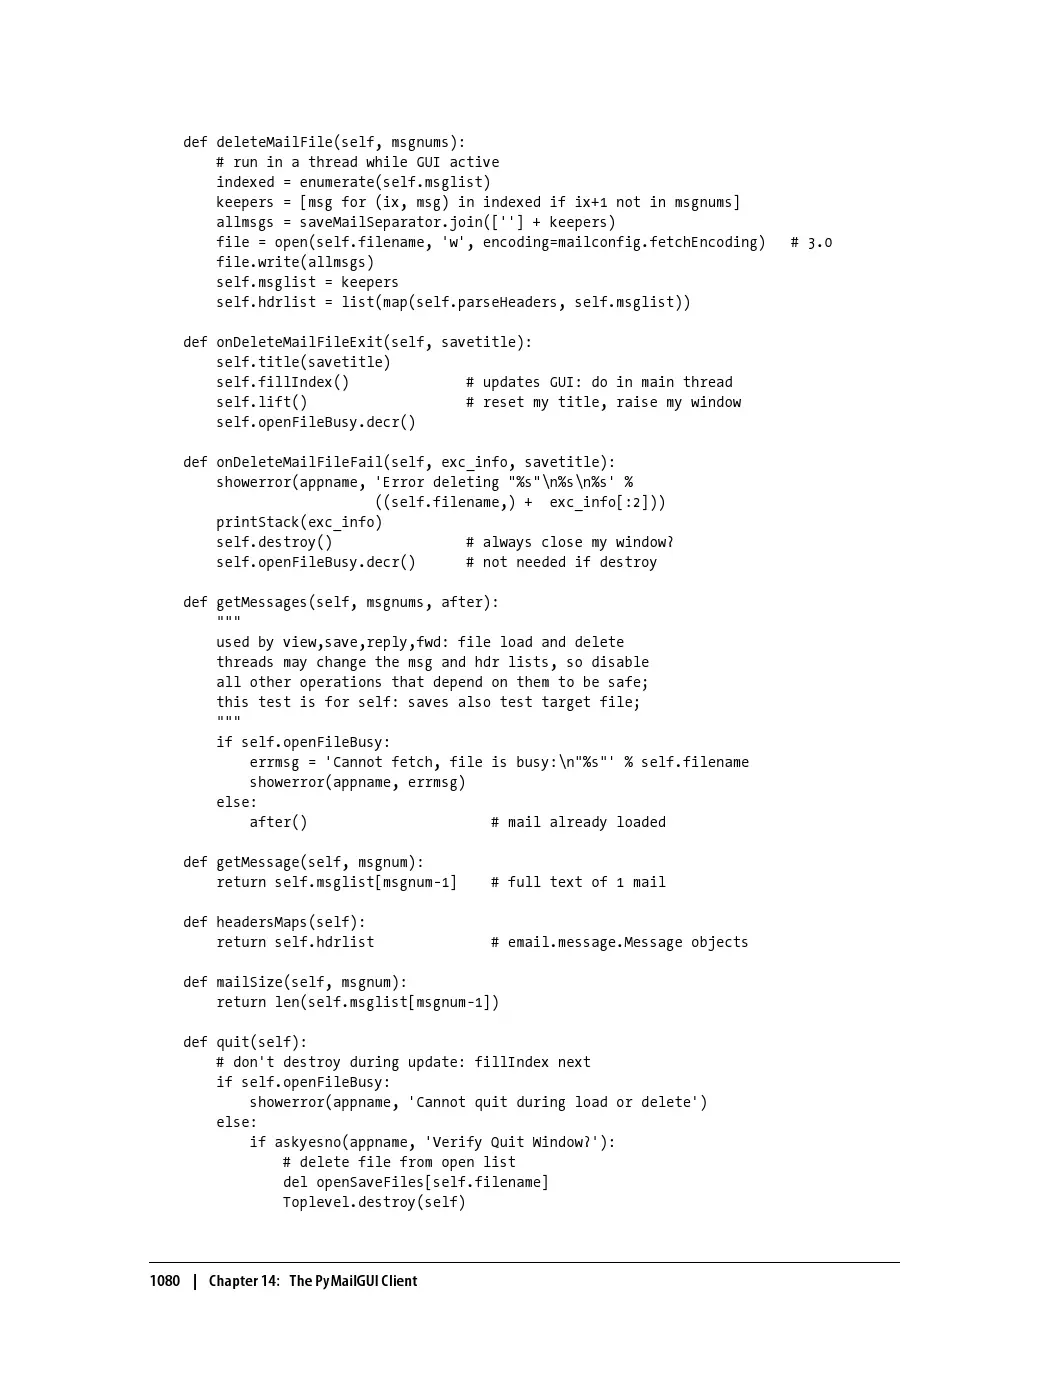 def deleteMailFile(self, msgnums):
    # run in a thread while GUI active
    indexed = enumerate(self.msglist)
    keepers = [msg for (ix, msg) in indexed if ix+1 not in msgnums]
    allmsgs = saveMailSeparator.join([''] + keepers)
    file = open(self.filename, 'w', encoding=mailconfig.fetchEncoding)   # 3.0
    file.write(allmsgs)
    self.msglist = keepers
    self.hdrlist = list(map(self.parseHeaders, self.msglist))

def onDeleteMailFileExit(self, savetitle):
    self.title(savetitle)
    self.fillIndex()              # updates GUI: do in main thread
    self.lift()                   # reset my title, raise my window
    self.openFileBusy.decr()

def onDeleteMailFileFail(self, exc_info, savetitle):
    showerror(appname, 'Error deleting "%s"\n%s\n%s' %
                       ((self.filename,) +  exc_info[:2]))
    printStack(exc_info)
    self.destroy()                # always close my window?
    self.openFileBusy.decr()      # not needed if destroy

def getMessages(self, msgnums, after):
    """
    used by view,save,reply,fwd: file load and delete
    threads may change the msg and hdr lists, so disable
    all other operations that depend on them to be safe;
    this test is for self: saves also test target file;
    """
    if self.openFileBusy:
        errmsg = 'Cannot fetch, file is busy:\n"%s"' % self.filename
        showerror(appname, errmsg)
    else:
        after()                      # mail already loaded

def getMessage(self, msgnum):
    return self.msglist[msgnum-1]    # full text of 1 mail

def headersMaps(self):
    return self.hdrlist              # email.message.Message objects

def mailSize(self, msgnum):
    return len(self.msglist[msgnum-1])

def quit(self):
    # don't destroy during update: fillIndex next
    if self.openFileBusy:
        showerror(appname, 'Cannot quit during load or delete')
    else:
        if askyesno(appname, 'Verify Quit Window?'):
            # delete file from open list
            del openSaveFiles[self.filename]
            Toplevel.destroy(self)

1080 | Chapter 14: The PyMailGUI Client